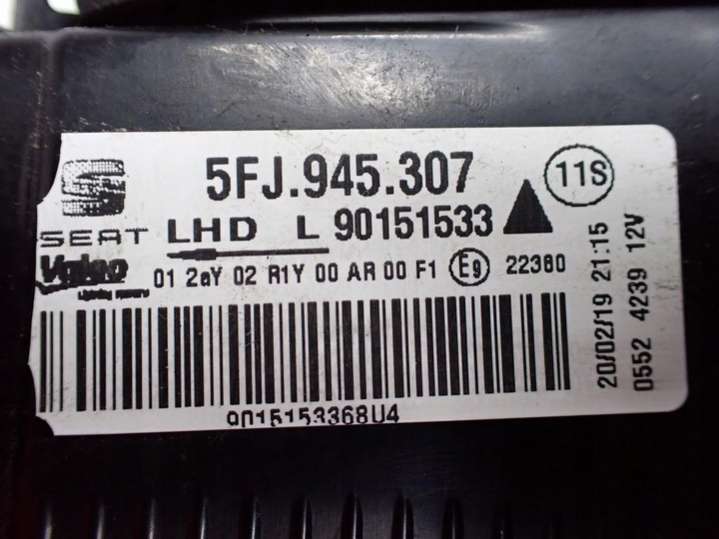 5FJ.945.307
11S
SEAT
LHD L 90151533
Valeo
01 2aY 02 R1Y 00 AR 00 F1 E9 22360
9015153368U4
20/02/19 21:15
0552 4239 12V